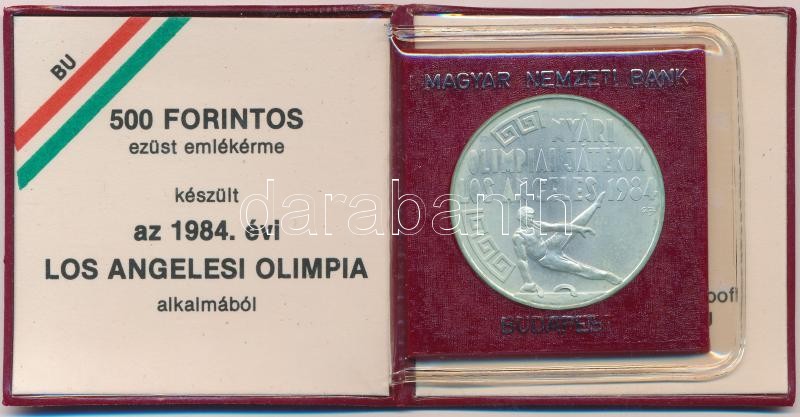 BU
500 FORINTOS
ezüst emlékérme
készült
az 1984. évi
LOS ANGELESI OLIMPIA
alkalmából
MAGYAR NEMZETI BANK
NYÁRI
OLIMPIAI JÁTÉKOK
LOS ANGELES 1984
BUDAPEST
darabanth